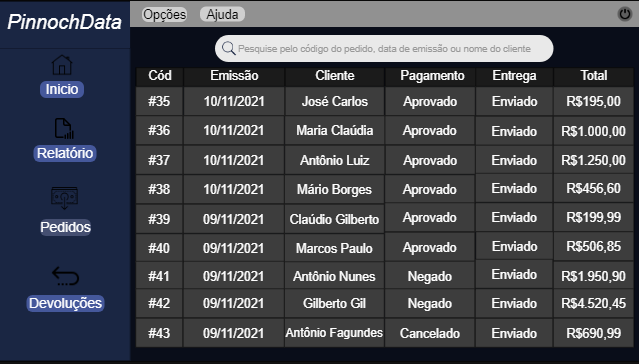 PinnochData
Opções Ajuda
Pesquise pelo código do pedido, data de emissão ou nome do cliente
Inicio
Relatório
Pedidos
Devoluções
Cód Emissão Cliente Pagamento Entrega Total
#35 10/11/2021 José Carlos Aprovado Enviado R$195,00
#36 10/11/2021 Maria Claúdia Aprovado Enviado R$1.000,00
#37 10/11/2021 Antônio Luiz Aprovado Enviado R$1.250,00
#38 10/11/2021 Mário Borges Aprovado Enviado R$456,60
#39 09/11/2021 Claúdio Gilberto Aprovado Enviado R$199,99
#40 09/11/2021 Marcos Paulo Aprovado Enviado R$506,85
#41 09/11/2021 Antônio Nunes Negado Enviado R$1.950,90
#42 09/11/2021 Gilberto Gil Negado Enviado R$4.520,45
#43 09/11/2021 Antônio Fagundes Cancelado Enviado R$690,99